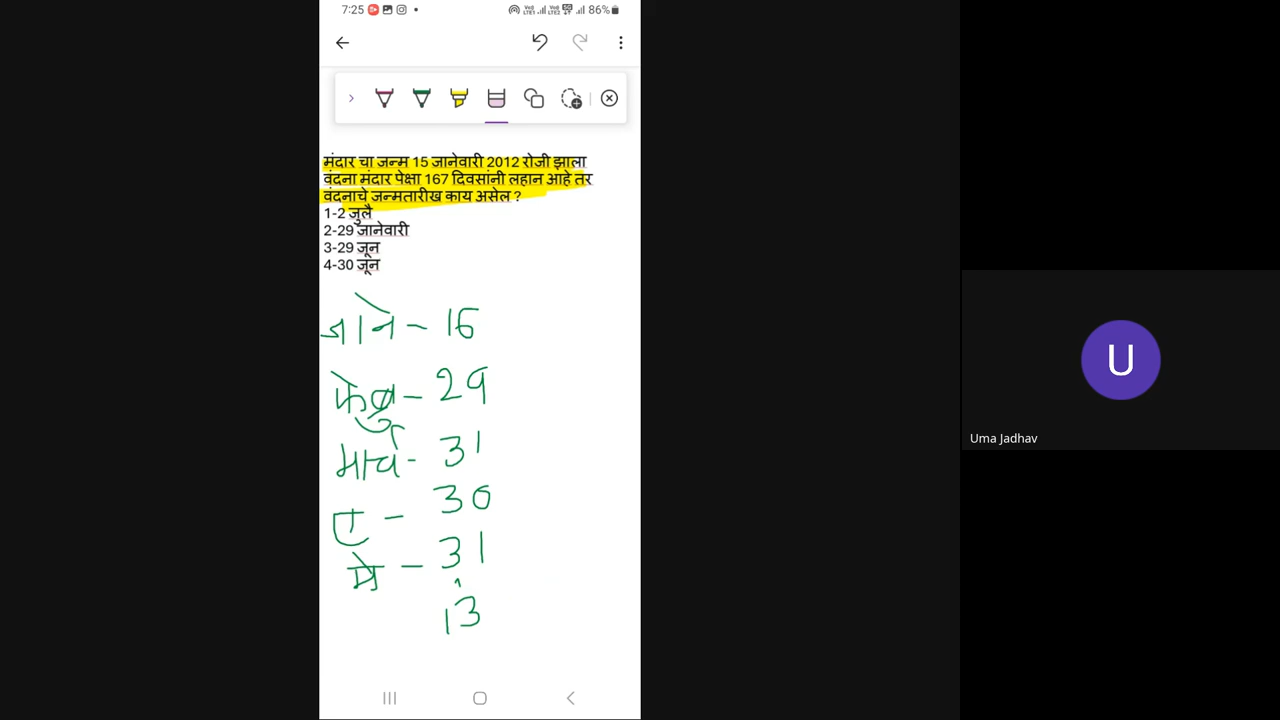 7:25 86%
मंदार चा जन्म 15 जानेवारी 2012 रोजी झाला
वंदना मंदार पेक्षा 167 दिवसांनी लहान आहे तर
वंदनाचे जन्मतारीख काय असेल ?
1-2 जुलै
2-29 जानेवारी
3-29 जून
4-30 जून
जाने - 16
फेब्रु - 29
मार्च - 31
ए - 30
मे - 31
13
U
Uma Jadhav